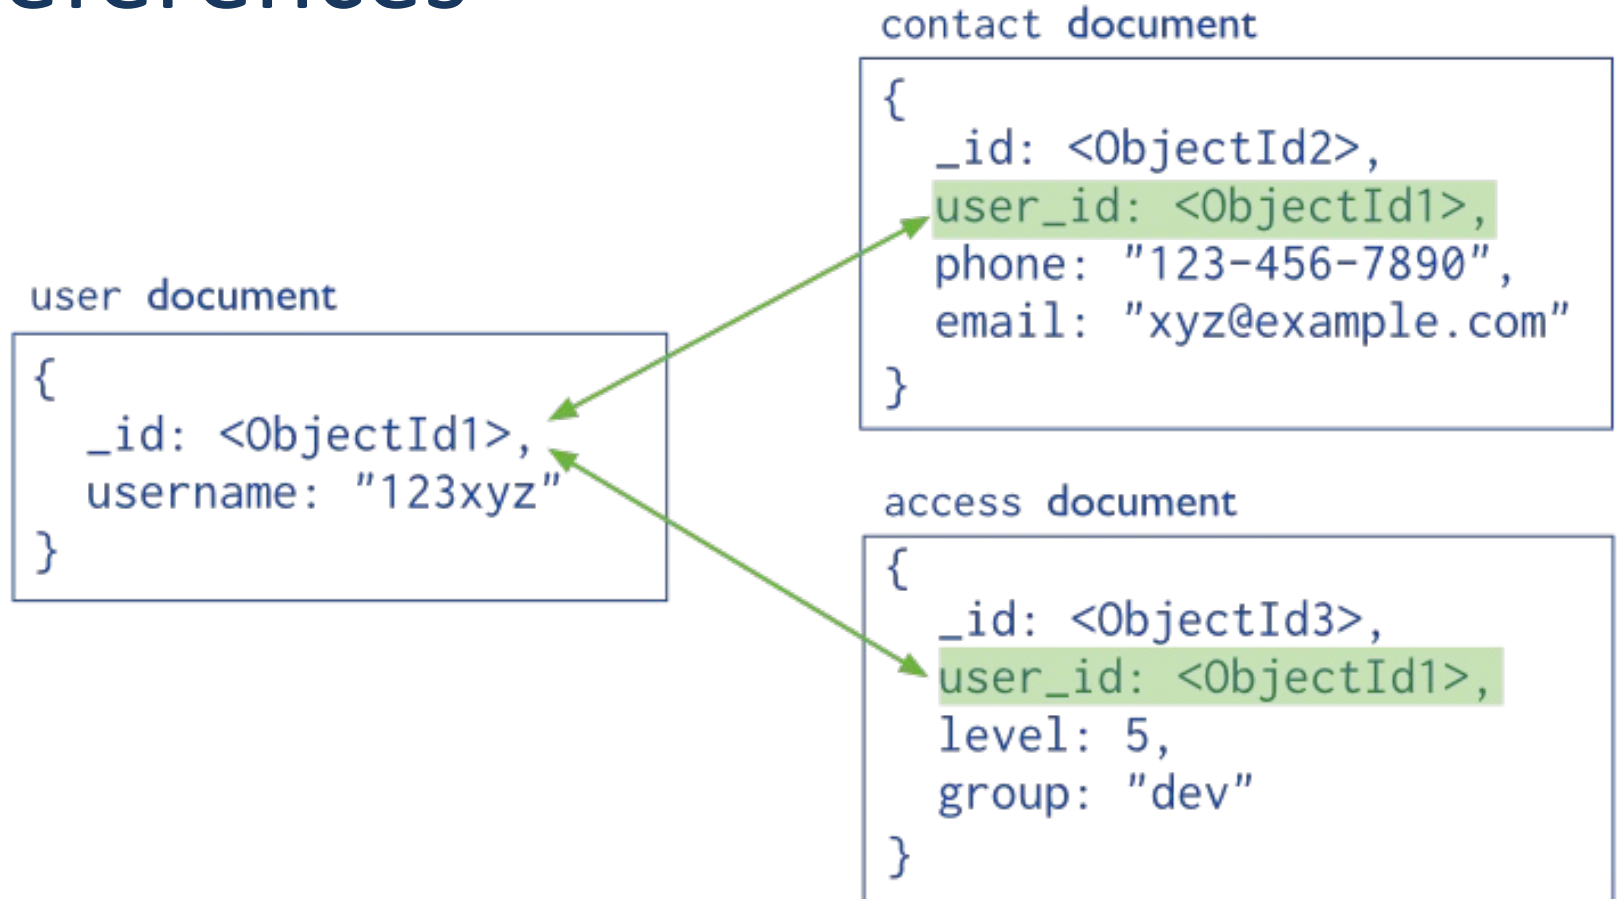 user document
{
_id: <ObjectId1>,
username: "123xyz"
}
contact document
{
_id: <ObjectId2>,
user_id: <ObjectId1>,
phone: "123-456-7890",
email: "xyz@example.com"
}
access document
{
_id: <ObjectId3>,
user_id: <ObjectId1>,
level: 5,
group: "dev"
}